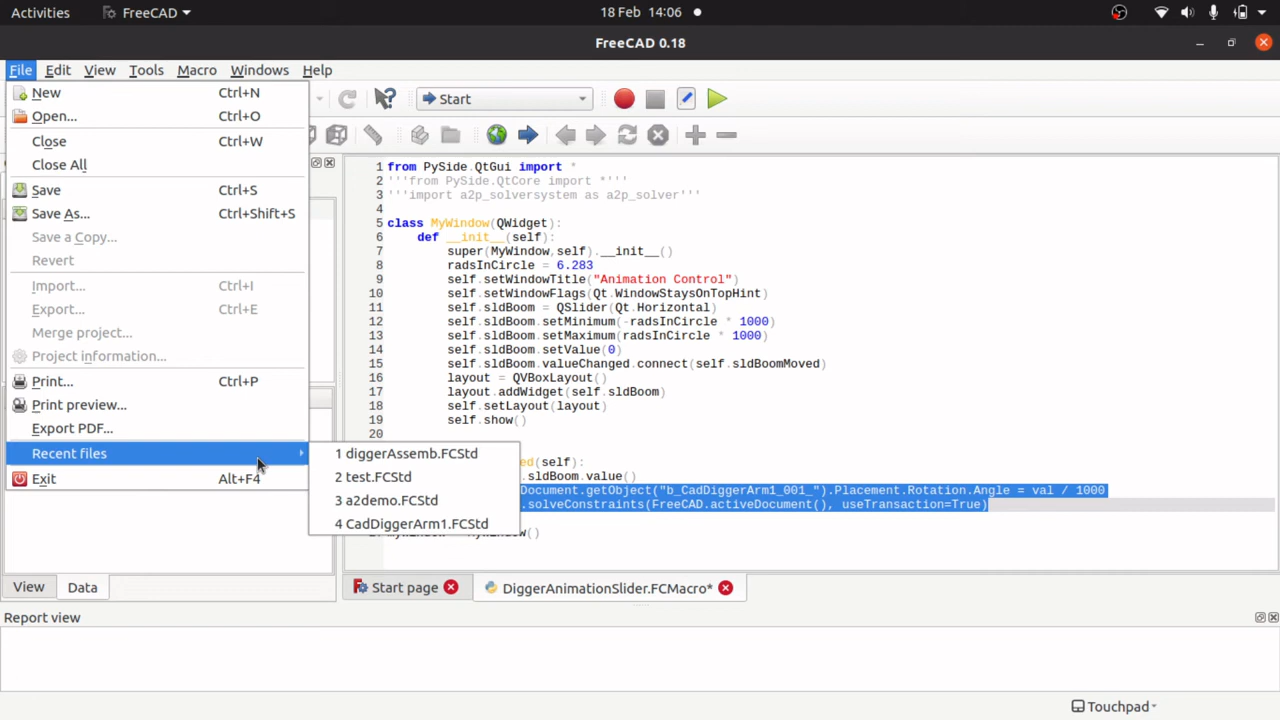 Activities
FreeCAD
18 Feb 14:06
FreeCAD 0.18
File Edit View Tools Macro Windows Help
New Ctrl+N
Open... Ctrl+O
Close Ctrl+W
Close All
Save Ctrl+S
Save As... Ctrl+Shift+S
Save a Copy...
Revert
Import... Ctrl+I
Export... Ctrl+E
Merge project...
Project information...
Print... Ctrl+P
Print preview...
Export PDF...
Recent files
Exit Alt+F4
1 diggerAssemb.FCStd
2 test.FCStd
3 a2demo.FCStd
4 CadDiggerArm1.FCStd
Start
1 from PySide.QtGui import *
2 '''from PySide.QtCore import *'''
3 '''import a2p_solversystem as a2p_solver'''
4
5 class MyWindow(QWidget):
6 def __init__(self):
7 super(MyWindow,self).__init__()
8 radsInCircle = 6.283
9 self.setWindowTitle("Animation Control")
10 self.setWindowFlags(Qt.WindowStaysOnTopHint)
11 self.sldBoom = QSlider(Qt.Horizontal)
12 self.sldBoom.setMinimum(-radsInCircle * 1000)
13 self.sldBoom.setMaximum(radsInCircle * 1000)
14 self.sldBoom.setValue(0)
15 self.sldBoom.valueChanged.connect(self.sldBoomMoved)
16 layout = QVBoxLayout()
17 layout.addWidget(self.sldBoom)
18 self.setLayout(layout)
19 self.show()
20
(self):
.sldBoom.value()
Document.getObject("b_CadDiggerArm1_001_").Placement.Rotation.Angle = val / 1000
.solveConstraints(FreeCAD.activeDocument(), useTransaction=True)
View Data
Start page
DiggerAnimationSlider.FCMacro*
Report view
Touchpad